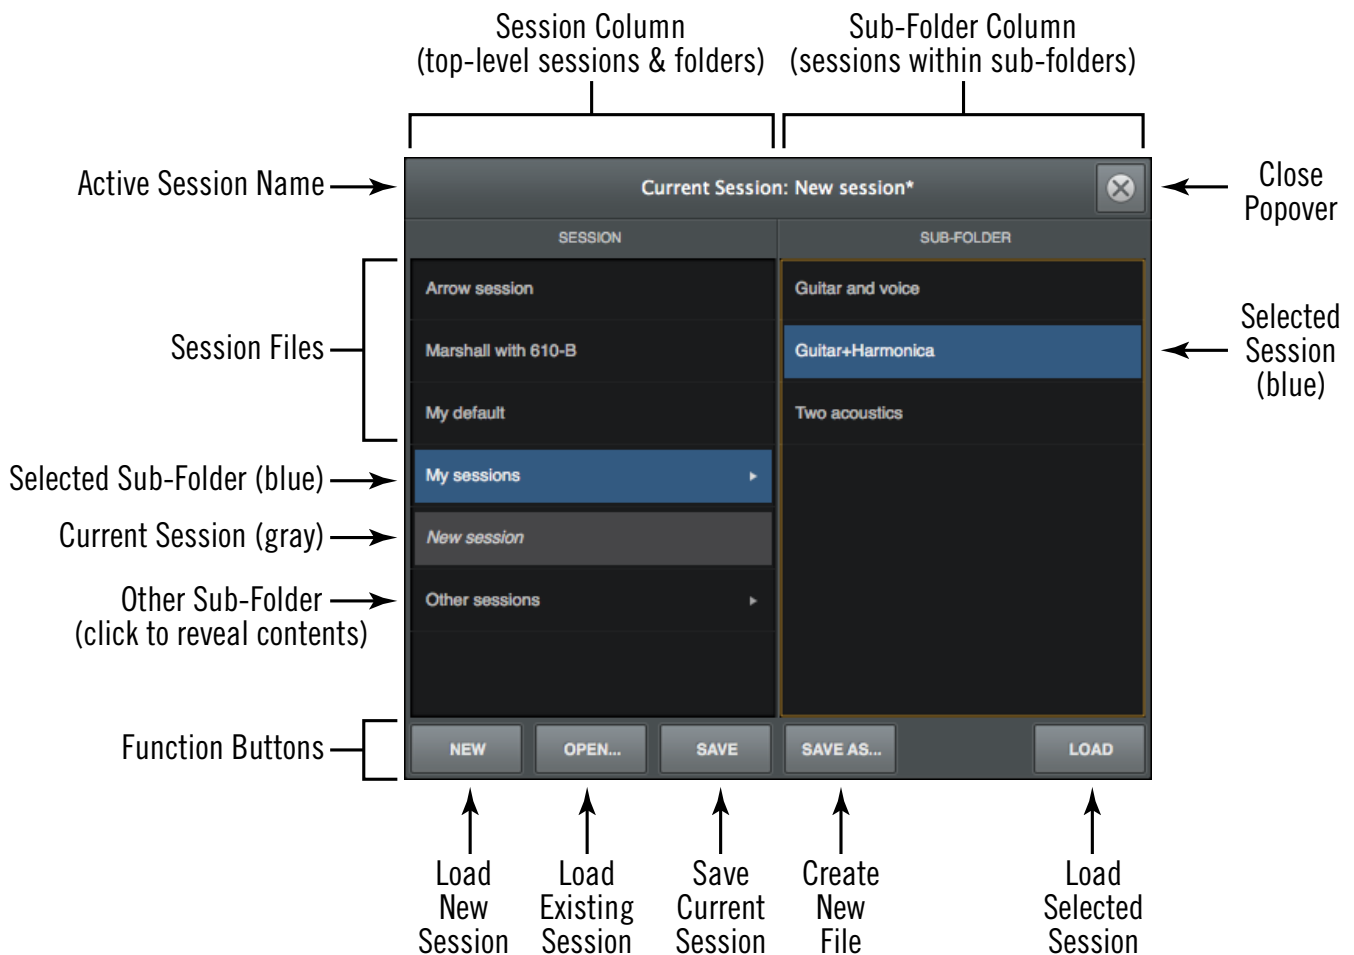 Session Column
(top-level sessions & folders)
Sub-Folder Column
(sessions within sub-folders)
Active Session Name
Current Session: New session*
Close
Popover
SESSION
SUB-FOLDER
Session Files
Arrow session
Marshall with 610-B
My default
Guitar and voice
Guitar+Harmonica
Two acoustics
Selected
Session
(blue)
Selected Sub-Folder (blue)
My sessions
Current Session (gray)
New session
Other Sub-Folder
(click to reveal contents)
Other sessions
Function Buttons
NEW
OPEN...
SAVE
SAVE AS...
LOAD
Load
New
Session
Load
Existing
Session
Save
Current
Session
Create
New
File
Load
Selected
Session